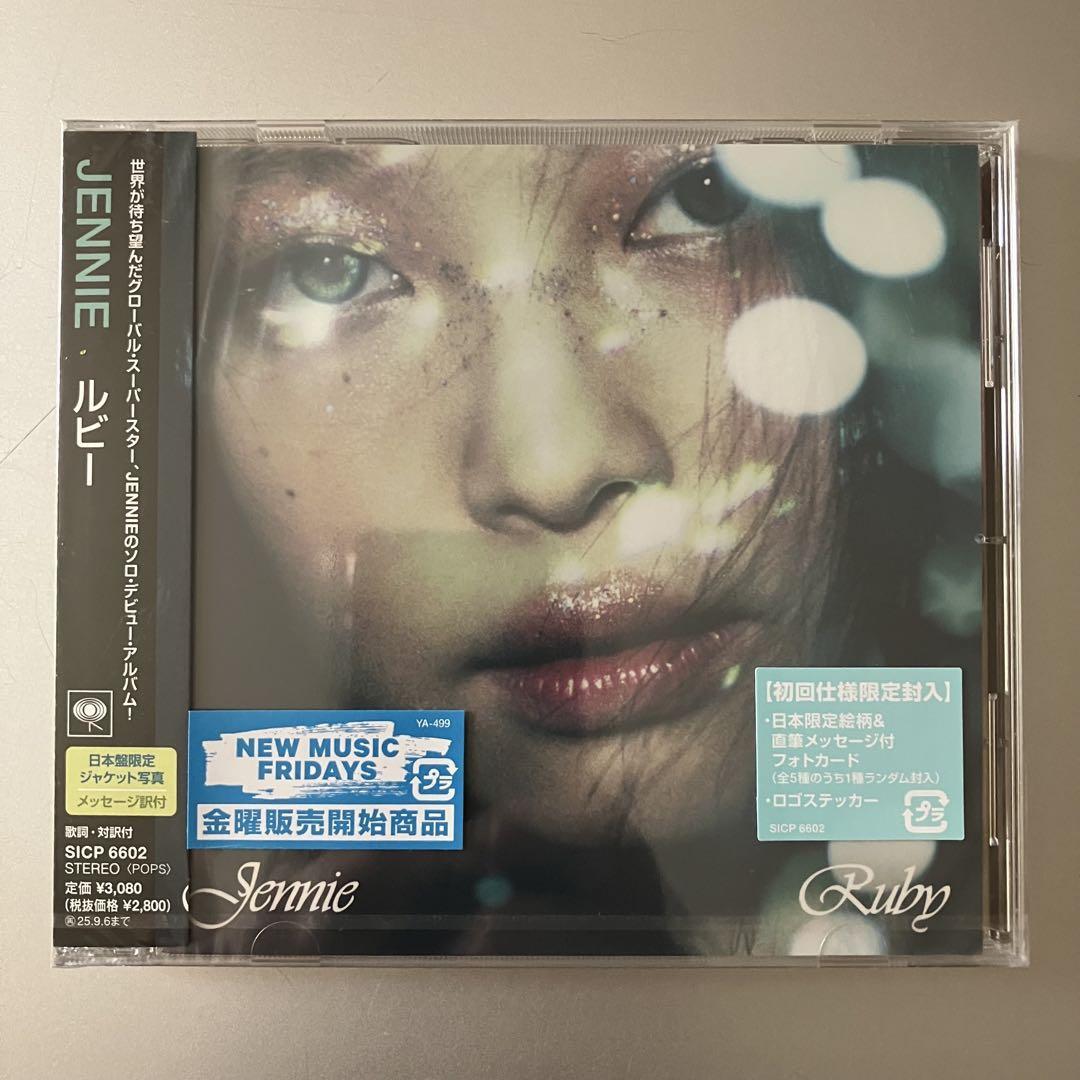 JENNIE・ルビー
世界が待ち望んだグローバル・スーパースター、JENNIEのソロ・デビュー・アルバム！
日本盤限定
ジャケット写真
メッセージ訳付
歌詞・対訳付
SICP 6602
STEREO〈POPS〉
定価 ¥3,080
(税抜価格 ¥2,800)
Ⓡ25.9.6まで
YA-499
NEW MUSIC
FRIDAYS
プラ
金曜販売開始商品
【初回仕様限定封入】
・日本限定絵柄&
直筆メッセージ付
フォトカード
(全5種のうち1種ランダム封入)
・ロゴステッカー
プラ
SICP 6602
Jennie
Ruby